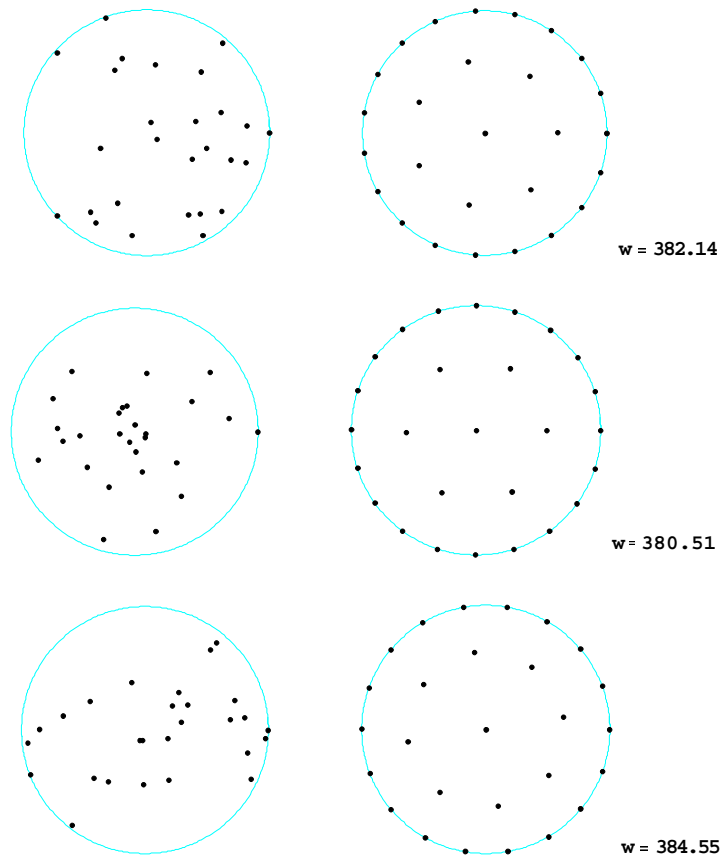 w = 382.14
w = 380.51
w = 384.55